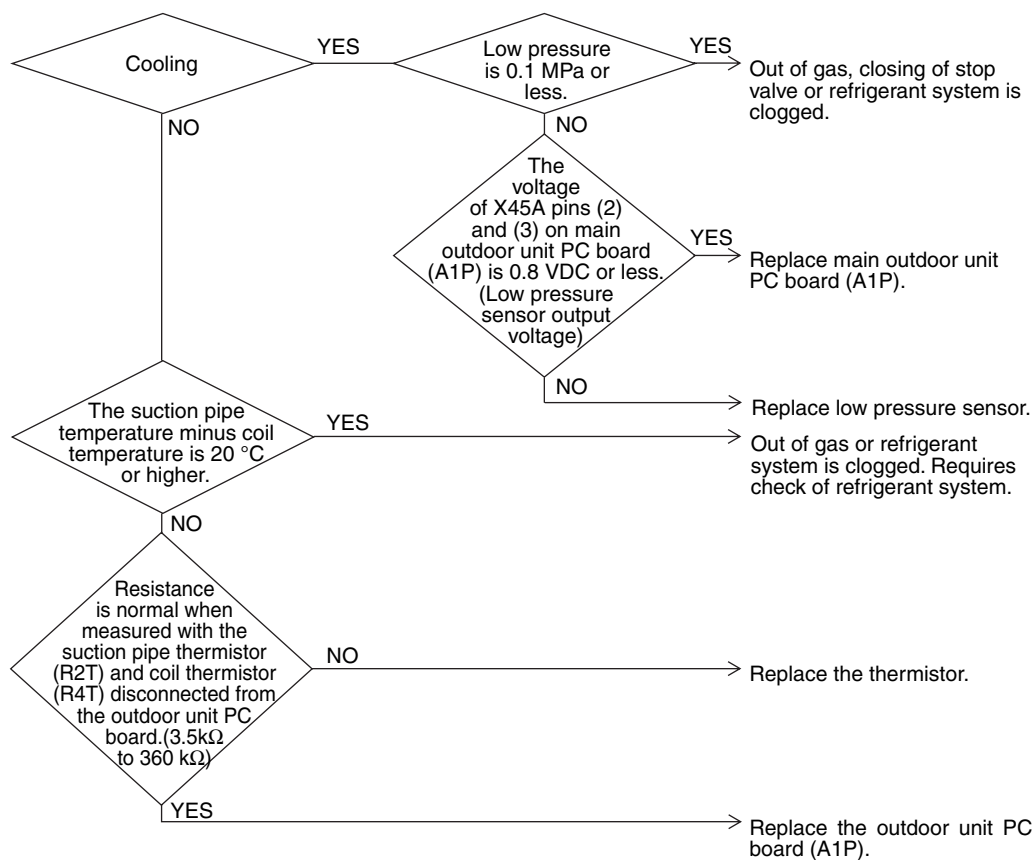 Cooling
YES
Low pressure
is 0.1 MPa or
less.
YES
Out of gas, closing of stop
valve or refrigerant system is
clogged.
NO
NO
The
voltage
of X45A pins (2)
and (3) on main
outdoor unit PC board
(A1P) is 0.8 VDC or less.
(Low pressure
sensor output
voltage)
YES
Replace main outdoor unit
PC board (A1P).
NO
Replace low pressure sensor.
The suction pipe
temperature minus coil
temperature is 20 °C
or higher.
YES
Out of gas or refrigerant
system is clogged. Requires
check of refrigerant system.
NO
Resistance
is normal when
measured with the
suction pipe thermistor
(R2T) and coil thermistor
(R4T) disconnected from
the outdoor unit PC
board.(3.5kΩ
to 360 kΩ)
NO
Replace the thermistor.
YES
Replace the outdoor unit PC
board (A1P).